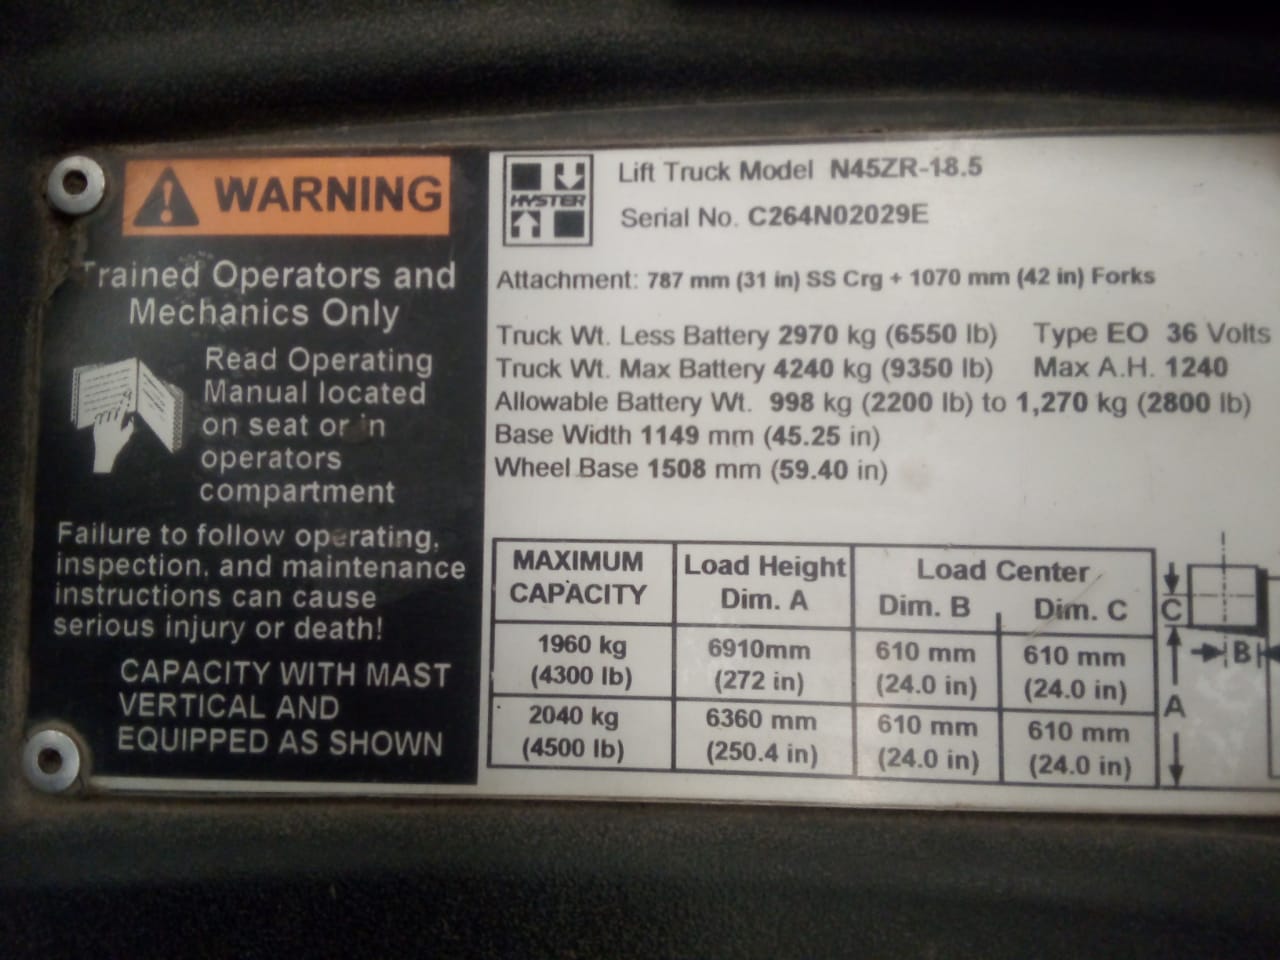 WARNING
Trained Operators and
Mechanics Only
Read Operating
Manual located
on seat or in
operators
compartment
Failure to follow operating,
inspection, and maintenance
instructions can cause
serious injury or death!
CAPACITY WITH MAST
VERTICAL AND
EQUIPPED AS SHOWN
HYSTER
Lift Truck Model N45ZR-18.5
Serial No. C264N02029E
Attachment: 787 mm (31 in) SS Crg + 1070 mm (42 in) Forks
Truck Wt. Less Battery 2970 kg (6550 lb) Type EO 36 Volts
Truck Wt. Max Battery 4240 kg (9350 lb) Max A.H. 1240
Allowable Battery Wt. 998 kg (2200 lb) to 1,270 kg (2800 lb)
Base Width 1149 mm (45.25 in)
Wheel Base 1508 mm (59.40 in)
MAXIMUM CAPACITY Load Height Dim. A Load Center
Dim. B Dim. C
1960 kg 6910mm 610 mm 610 mm
(4300 lb) (272 in) (24.0 in) (24.0 in)
2040 kg 6360 mm 610 mm 610 mm
(4500 lb) (250.4 in) (24.0 in) (24.0 in)
C
B
A